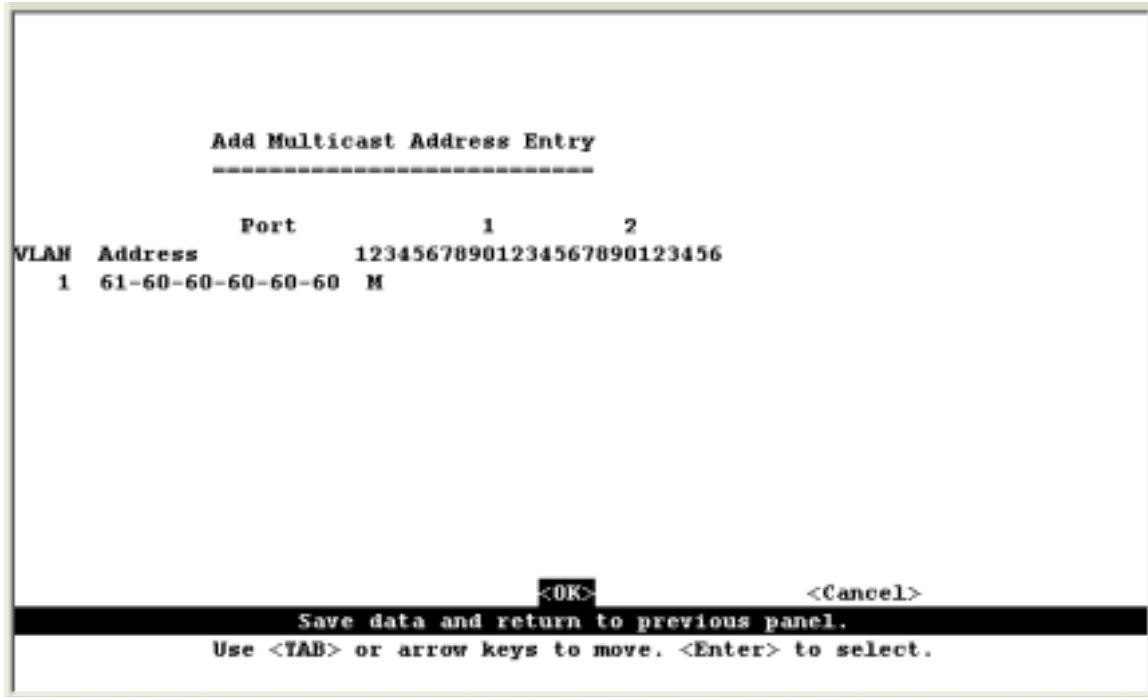 Add Multicast Address Entry
===========================
Port 1 2
VLAN Address 12345678901234567890123456
1 61-60-60-60-60-60 M
<OK> <Cancel>
Save data and return to previous panel.
Use <TAB> or arrow keys to move. <Enter> to select.